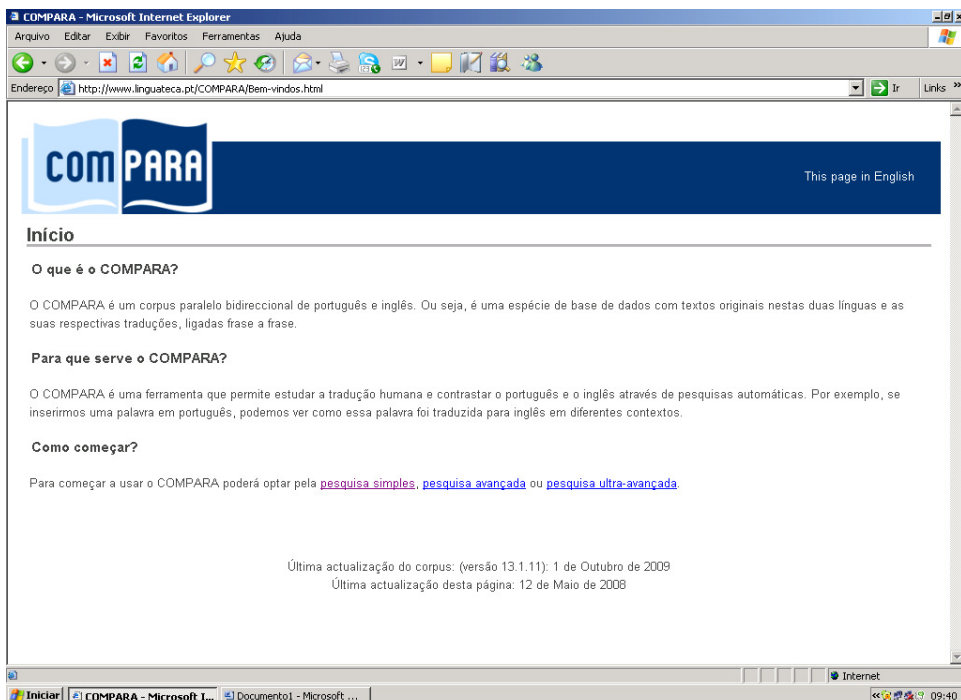 COMPARA - Microsoft Internet Explorer
Arquivo Editar Exibir Favoritos Ferramentas Ajuda
Endereço http://www.linguateca.pt/COMPARA/Bem-vindos.html Ir Links »
COMPARA
This page in English
Início
O que é o COMPARA?
O COMPARA é um corpus paralelo bidireccional de português e inglês. Ou seja, é uma espécie de base de dados com textos originais nestas duas línguas e as
suas respectivas traduções, ligadas frase a frase.
Para que serve o COMPARA?
O COMPARA é uma ferramenta que permite estudar a tradução humana e contrastar o português e o inglês através de pesquisas automáticas. Por exemplo, se
inserirmos uma palavra em português, podemos ver como essa palavra foi traduzida para inglês em diferentes contextos.
Como começar?
Para começar a usar o COMPARA poderá optar pela pesquisa simples, pesquisa avançada ou pesquisa ultra-avançada.
Última actualização do corpus: (versão 13.1.11): 1 de Outubro de 2009
Última actualização desta página: 12 de Maio de 2008
Internet
Iniciar COMPARA - Microsoft I... Documento1 - Microsoft ... « 09:40